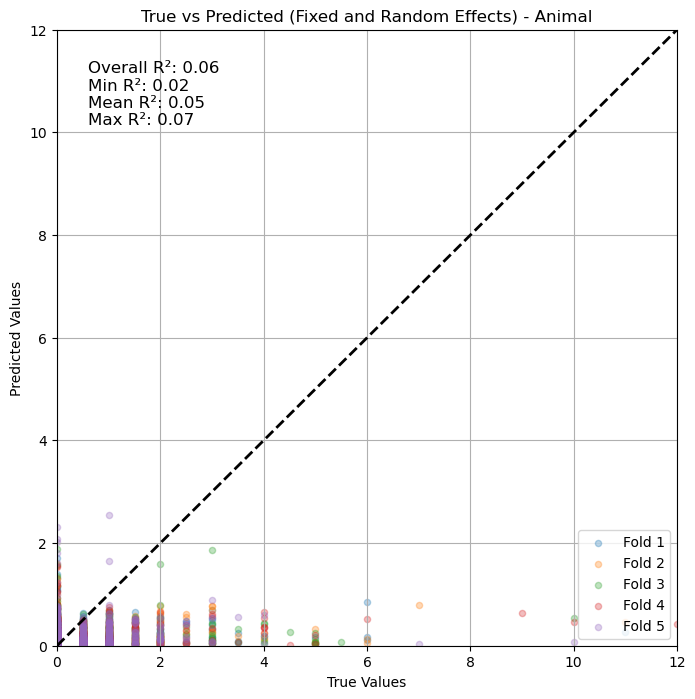 True vs Predicted (Fixed and Random Effects) - Animal
Overall R²: 0.06
Min R²: 0.02
Mean R²: 0.05
Max R²: 0.07
12
10
8
6
4
2
0
Predicted Values
0 2 4 6 8 10 12
True Values
Fold 1
Fold 2
Fold 3
Fold 4
Fold 5